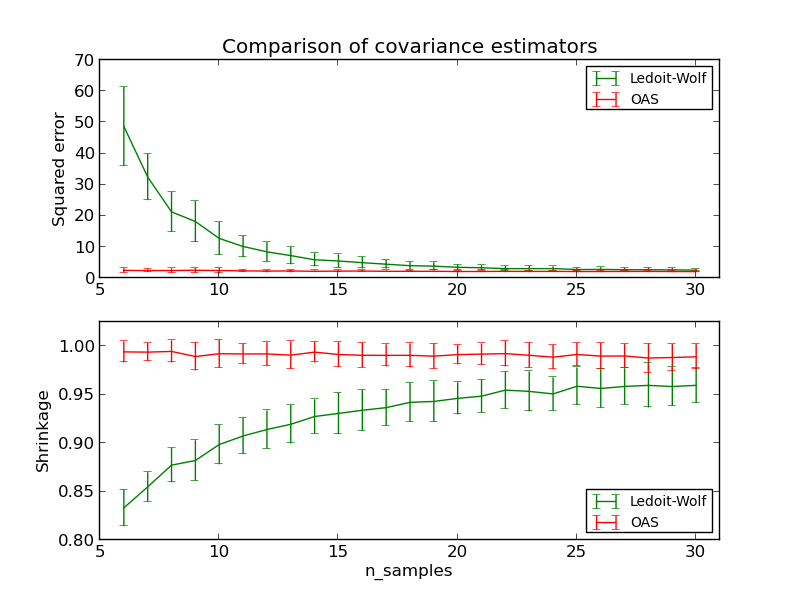 Comparison of covariance estimators
70
60
50
40
30
20
10
0
Squared error
Ledoit-Wolf
OAS
5 10 15 20 25 30
1.00
0.95
0.90
0.85
0.80
Shrinkage
Ledoit-Wolf
OAS
5 10 15 20 25 30
n_samples